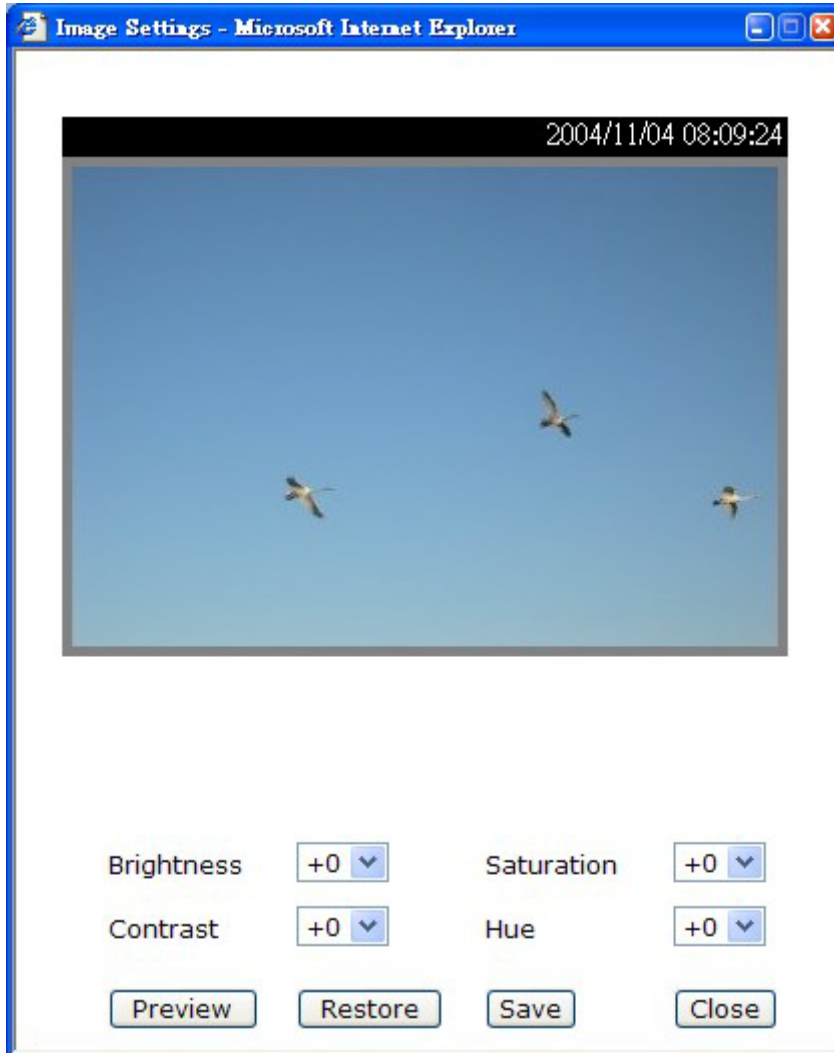 Image Settings - Microsoft Internet Explorer
2004/11/04 08:09:24
Brightness +0 Saturation +0
Contrast +0 Hue +0
Preview Restore Save Close